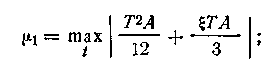 μ₁ = max_t | T²A/12 + ξTA/3 |;